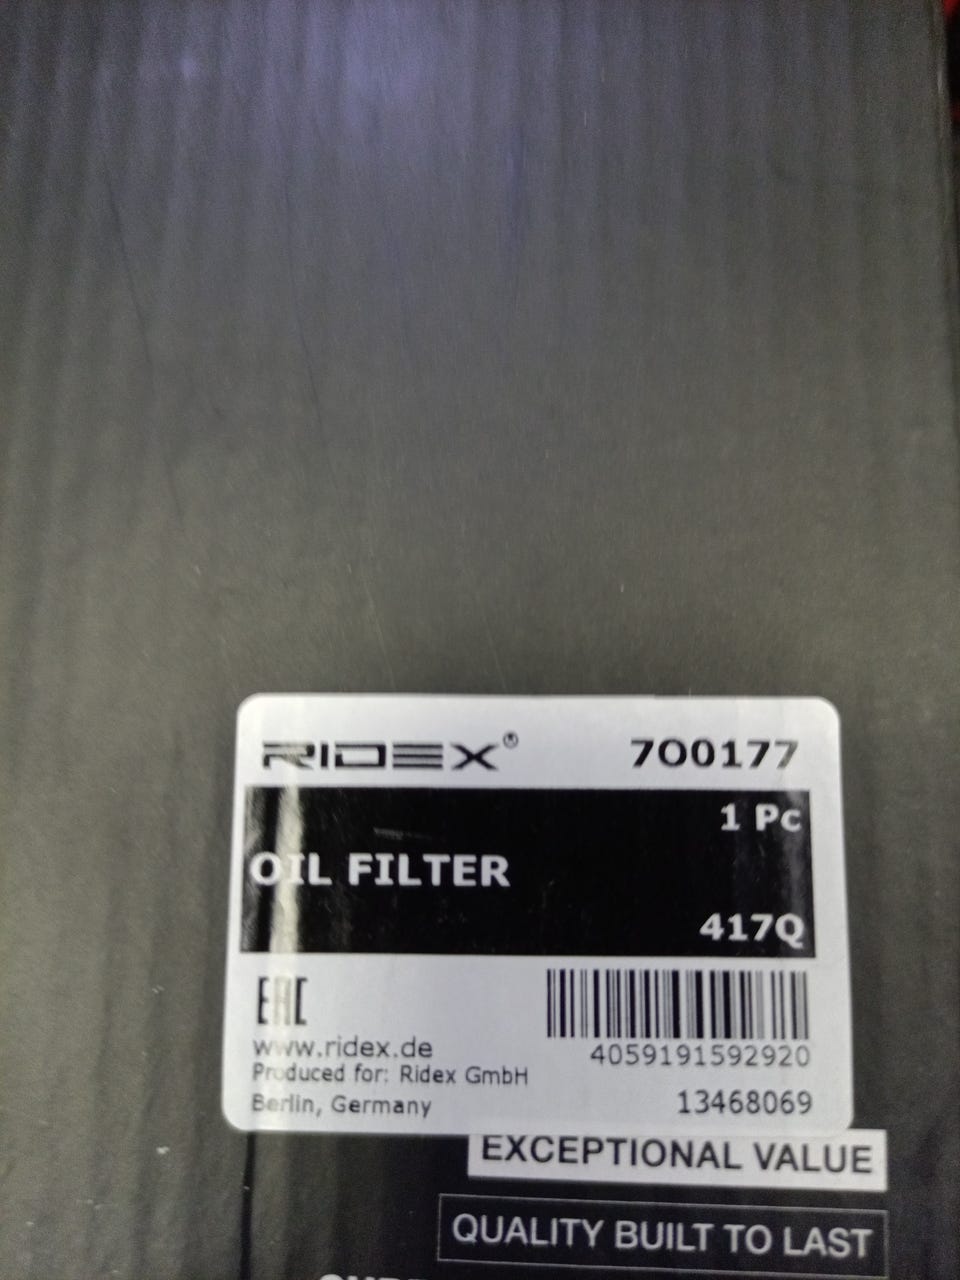 RIDEX® 7O0177
1 Pc
OIL FILTER
417Q
EAC
www.ridex.de
4059191592920
Produced for: Ridex GmbH
Berlin, Germany
13468069
EXCEPTIONAL VALUE
QUALITY BUILT TO LAST